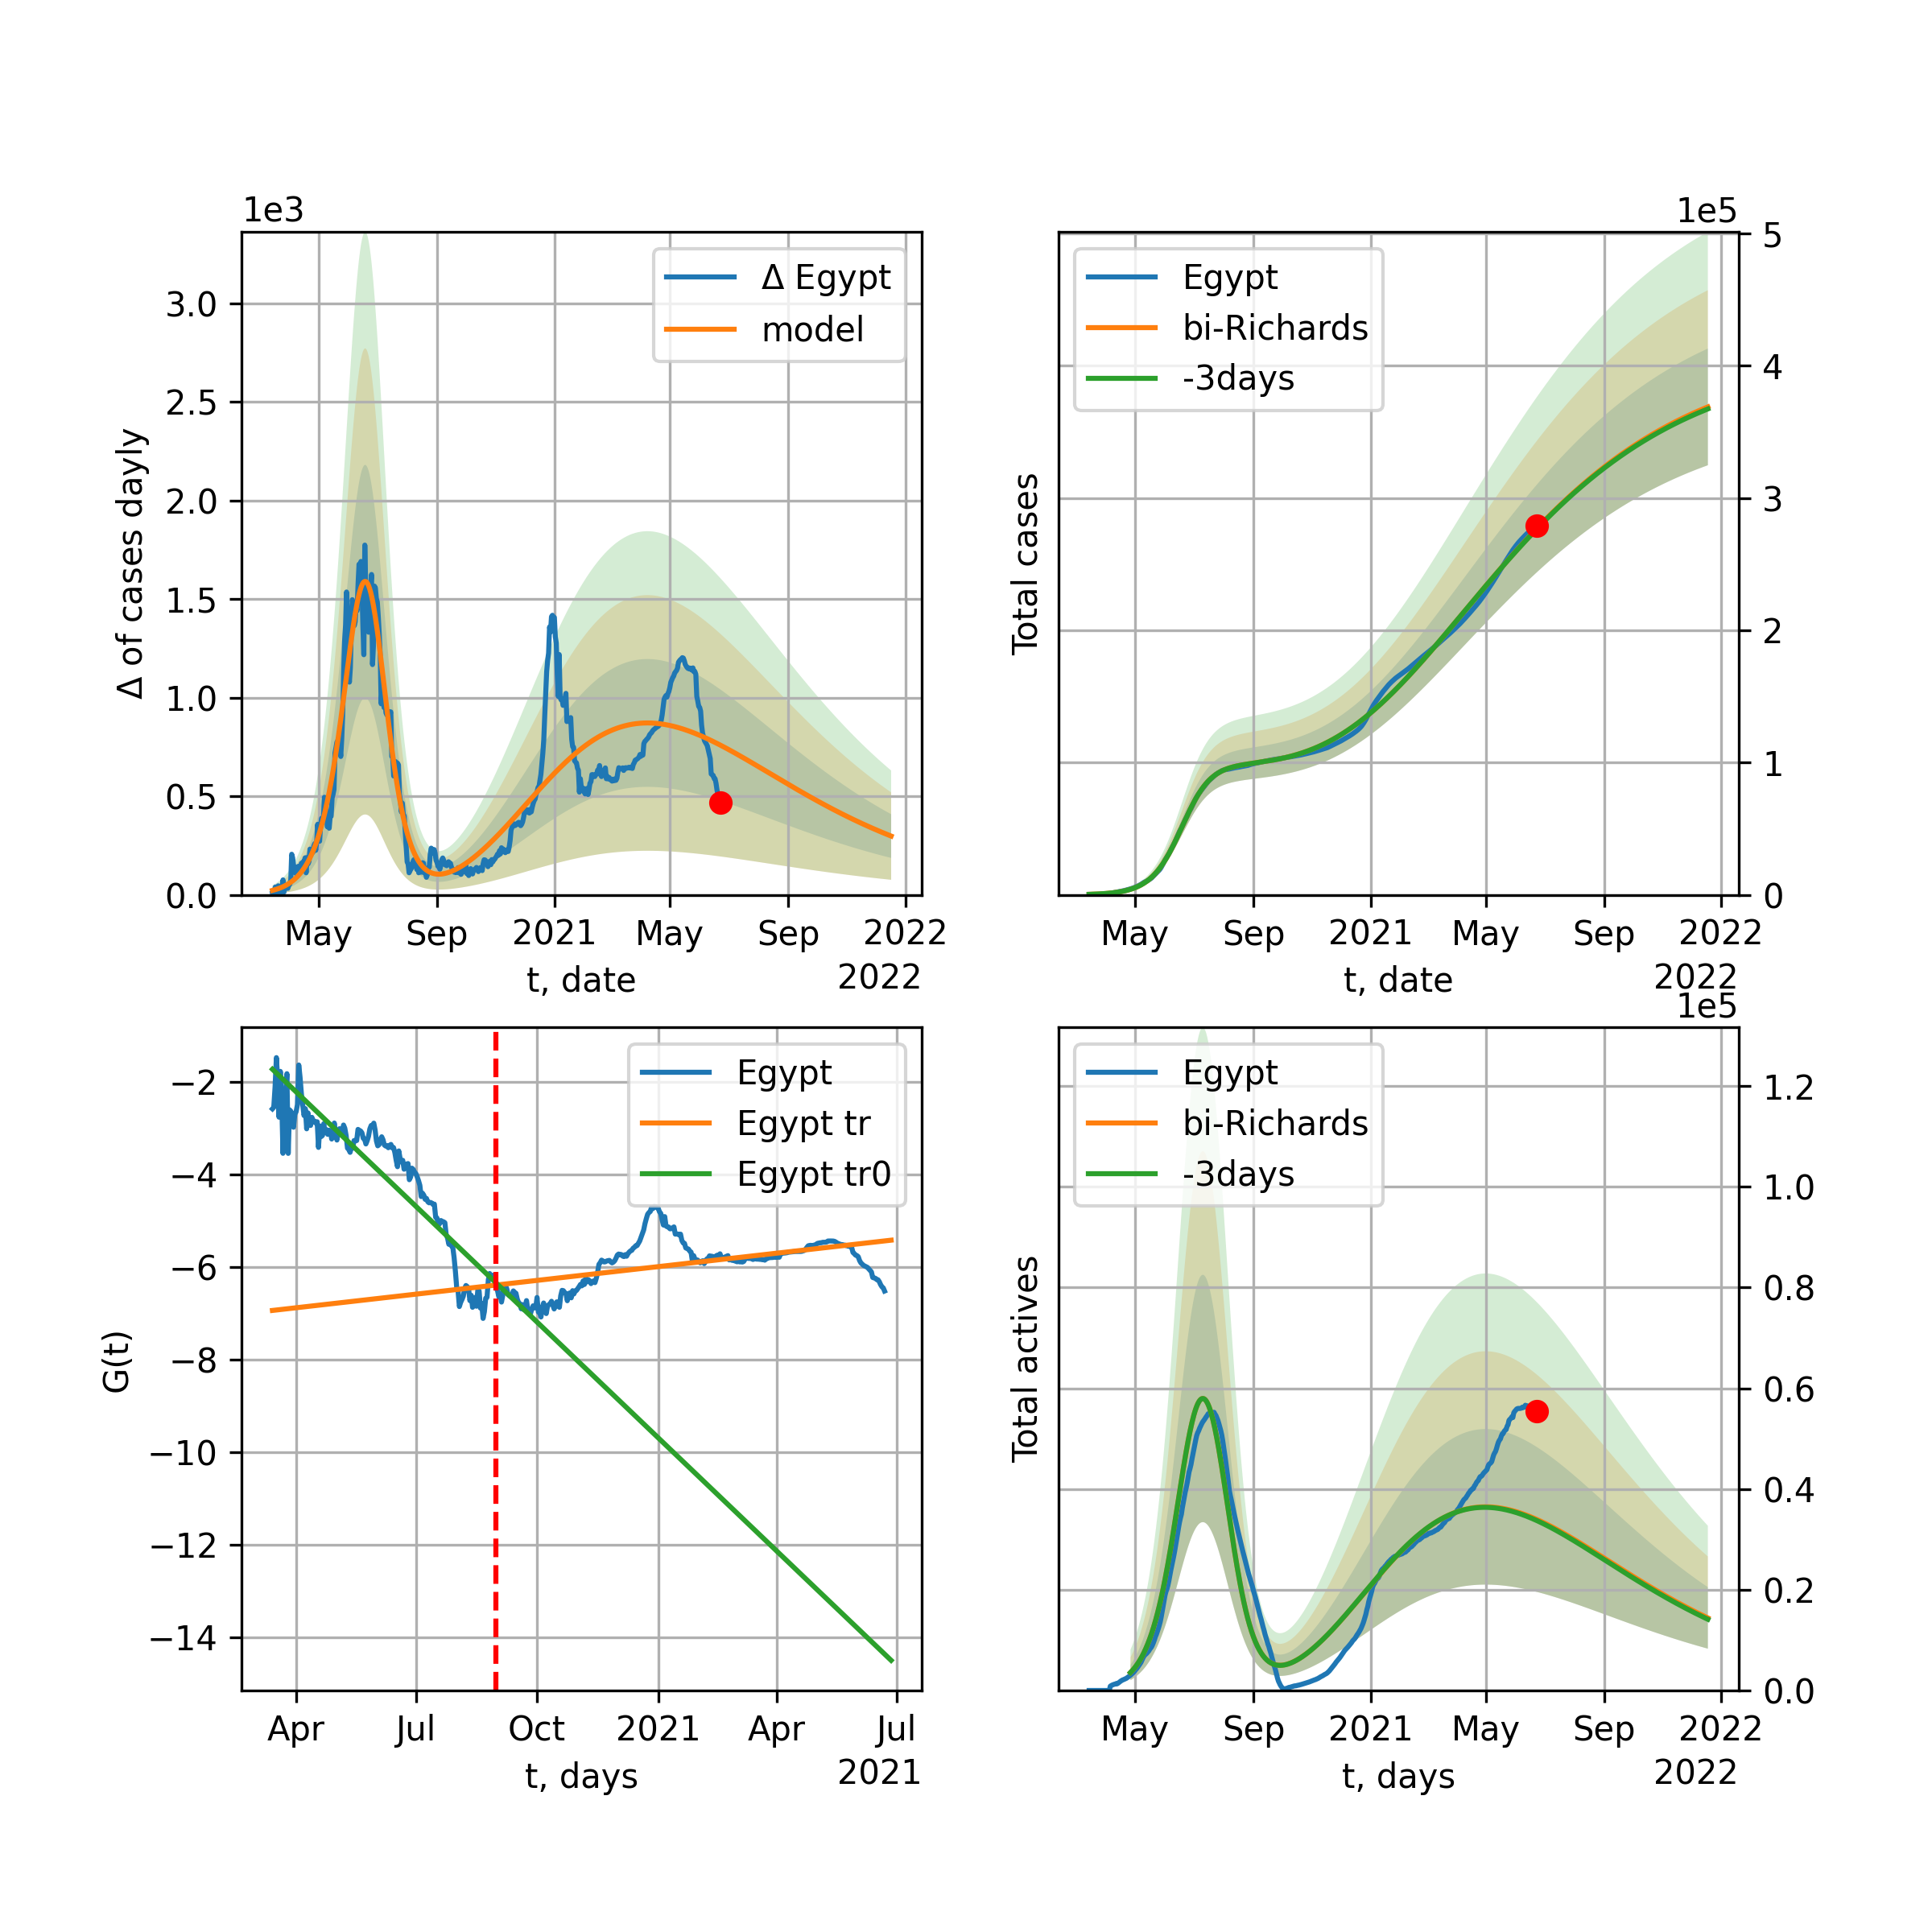 1e3
Δ of cases dayly
3.0
2.5
2.0
1.5
1.0
0.5
0.0
Δ Egypt
model
May Sep 2021 May Sep 2022
t, date
2022
1e5
Total cases
Egypt
bi-Richards
-3days
5
4
3
2
1
0
May Sep 2021 May Sep 2022
t, date
2022
G(t)
−2
−4
−6
−8
−10
−12
−14
Egypt
Egypt tr
Egypt tr0
Apr Jul Oct 2021 Apr Jul
t, days
2021
1e5
Total actives
Egypt
bi-Richards
-3days
1.2
1.0
0.8
0.6
0.4
0.2
0.0
May Sep 2021 May Sep 2022
t, days
2022